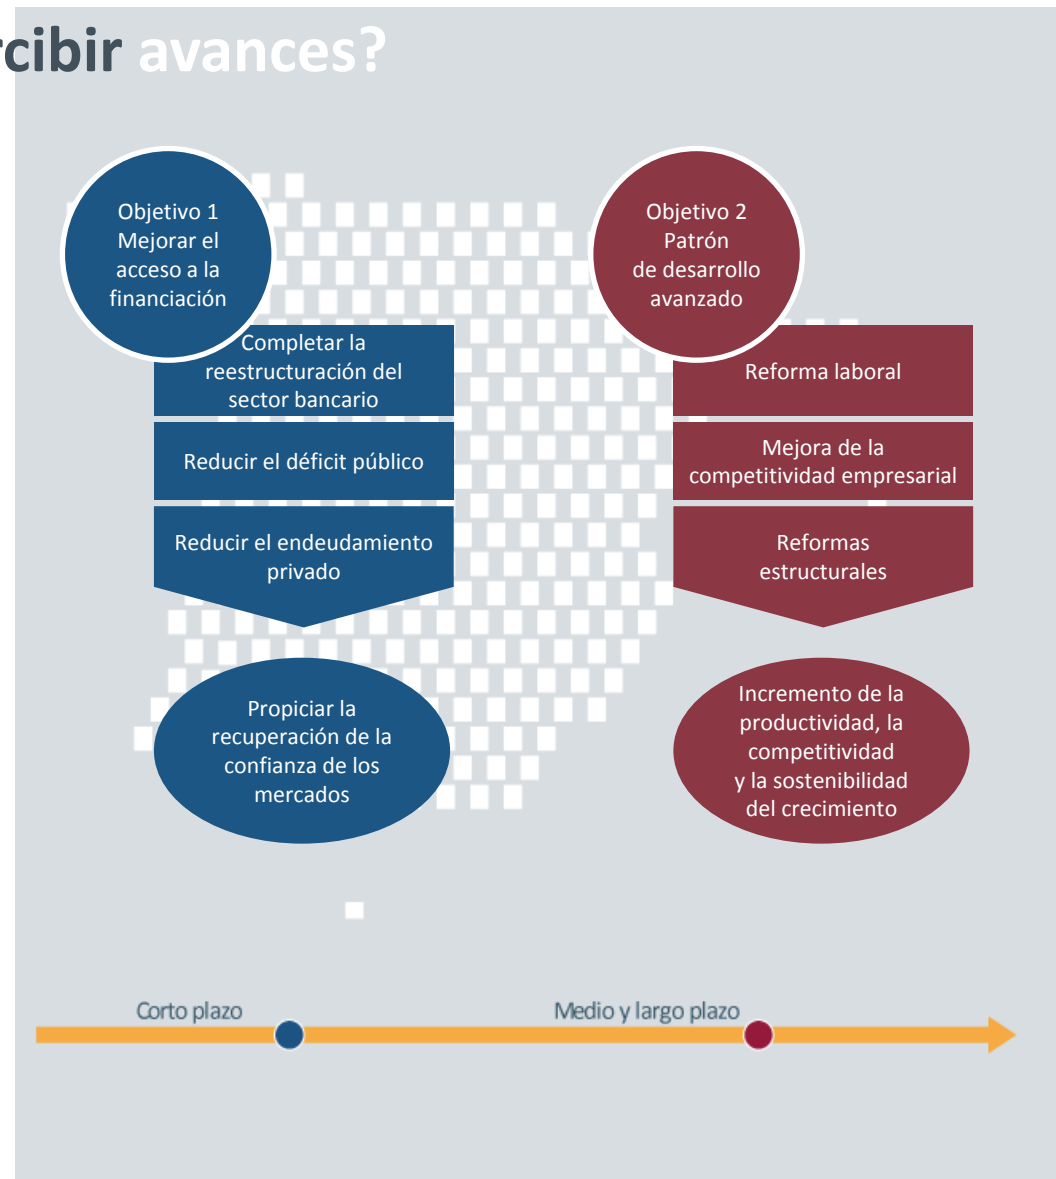 rcibir avances?
Objetivo 1
Mejorar el
acceso a la
financiación
Completar la
reestructuración del
sector bancario
Reducir el déficit público
Reducir el endeudamiento
privado
Propiciar la
recuperación de la
confianza de los
mercados
Objetivo 2
Patrón
de desarrollo
avanzado
Reforma laboral
Mejora de la
competitividad empresarial
Reformas
estructurales
Incremento de la
productividad, la
competitividad
y la sostenibilidad
del crecimiento
Corto plazo
Medio y largo plazo